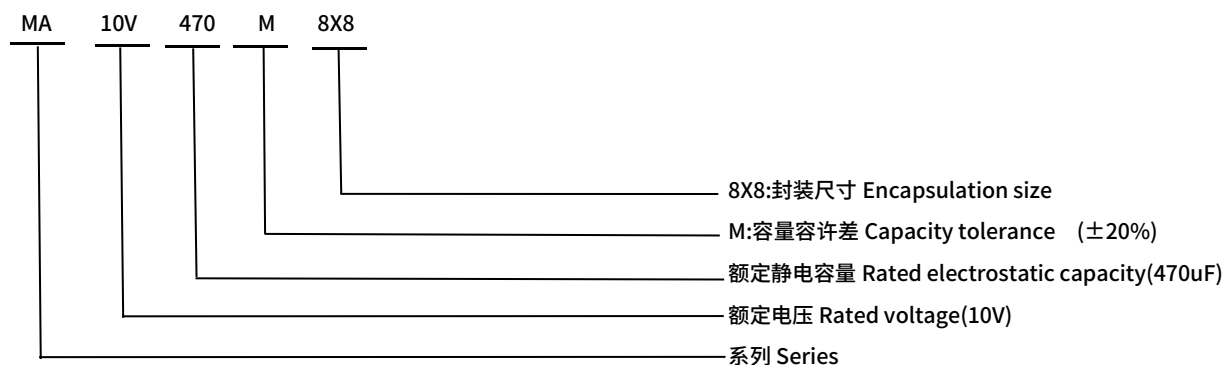 MA 10V 470 M 8X8
8X8:封装尺寸 Encapsulation size
M:容量容许差 Capacity tolerance (±20%)
额定静电容量 Rated electrostatic capacity(470uF)
额定电压 Rated voltage(10V)
系列 Series